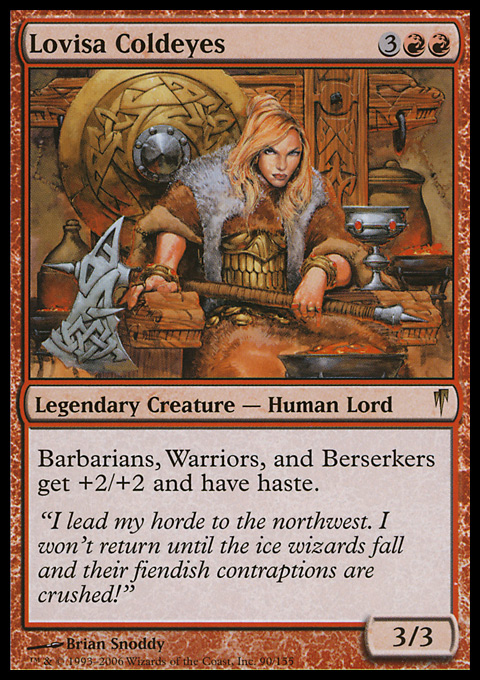 Lovisa Coldeyes
3
Legendary Creature — Human Lord
Barbarians, Warriors, and Berserkers
get +2/+2 and have haste.
“I lead my horde to the northwest. I
won’t return until the ice wizards fall
and their fiendish contraptions are
crushed!”
3/3
Brian Snoddy
™ & © 1993–2006 Wizards of the Coast, Inc. 90/155